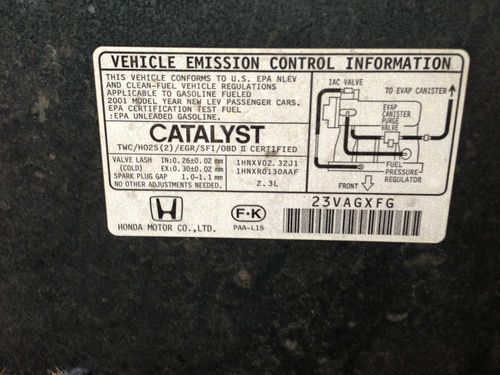 VEHICLE EMISSION CONTROL INFORMATION
THIS VEHICLE CONFORMS TO U.S. EPA NLEV
AND CLEAN-FUEL VEHICLE REGULATIONS
APPLICABLE TO GASOLINE FUELED
2001 MODEL YEAR NEW LEV PASSENGER CARS.
EPA CERTIFICATION TEST FUEL
:EPA UNLEADED GASOLINE.
CATALYST
TWC/HO2S(2)/EGR/SFI/OBD II CERTIFIED
VALVE LASH IN:0.26±0.02 mm
(COLD) EX:0.30±0.02 mm
SPARK PLUG GAP 1.0-1.1 mm
1HNXV02.32J1
1HNXR0130AAF
2.3L
HONDA MOTOR CO.,LTD.
F-K
PAA-L15
IAC VALVE
TO EVAP CANISTER
EVAP
CANISTER
PURGE
VALVE
FUEL
PRESSURE
REGULATOR
FRONT
23VAGXFG